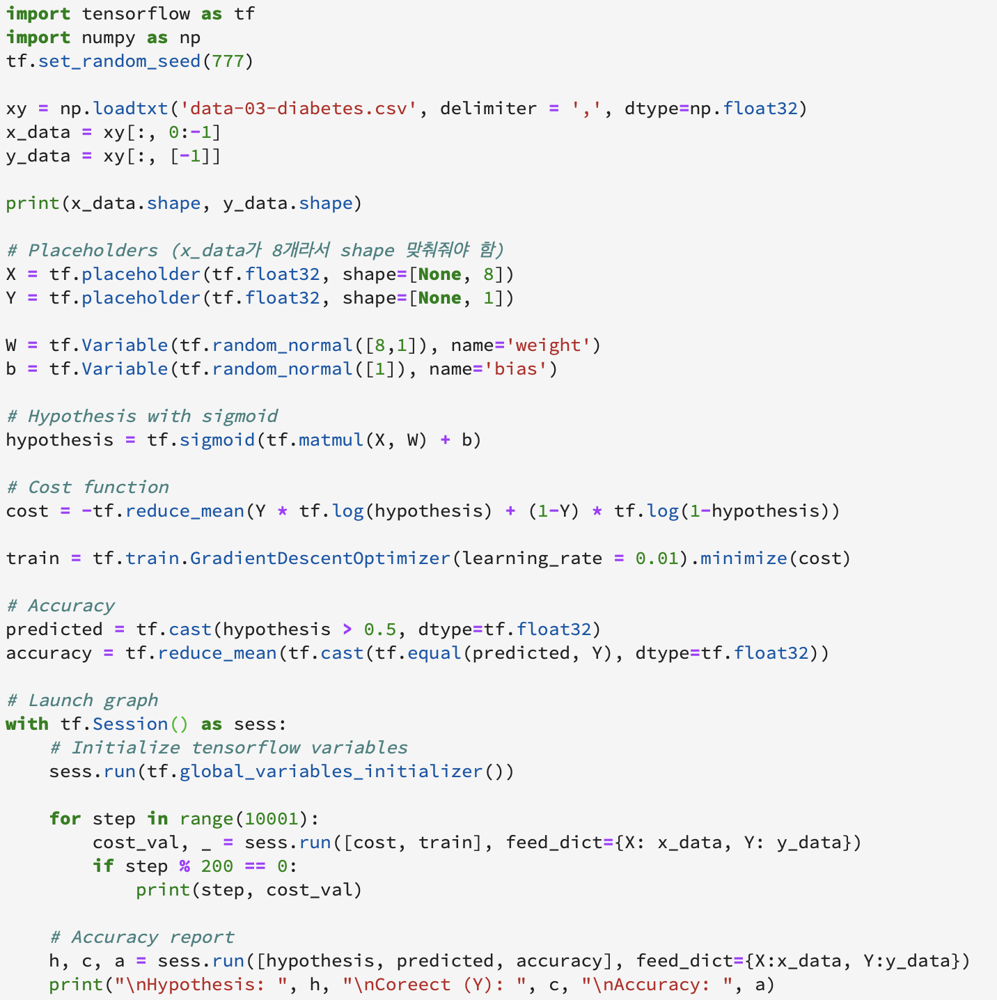 import tensorflow as tf
import numpy as np
tf.set_random_seed(777)
xy = np.loadtxt('data-03-diabetes.csv', delimiter = ',', dtype=np.float32)
x_data = xy[:, 0:-1]
y_data = xy[:, [-1]]
print(x_data.shape, y_data.shape)
# Placeholders (x_data가 8개라서 shape 맞춰줘야 함)
X = tf.placeholder(tf.float32, shape=[None, 8])
Y = tf.placeholder(tf.float32, shape=[None, 1])
W = tf.Variable(tf.random_normal([8,1]), name='weight')
b = tf.Variable(tf.random_normal([1]), name='bias')
# Hypothesis with sigmoid
hypothesis = tf.sigmoid(tf.matmul(X, W) + b)
# Cost function
cost = -tf.reduce_mean(Y * tf.log(hypothesis) + (1-Y) * tf.log(1-hypothesis))
train = tf.train.GradientDescentOptimizer(learning_rate = 0.01).minimize(cost)
# Accuracy
predicted = tf.cast(hypothesis > 0.5, dtype=tf.float32)
accuracy = tf.reduce_mean(tf.cast(tf.equal(predicted, Y), dtype=tf.float32))
# Launch graph
with tf.Session() as sess:
    # Initialize tensorflow variables
    sess.run(tf.global_variables_initializer())
    for step in range(10001):
        cost_val, _ = sess.run([cost, train], feed_dict={X: x_data, Y: y_data})
        if step % 200 == 0:
            print(step, cost_val)
    # Accuracy report
    h, c, a = sess.run([hypothesis, predicted, accuracy], feed_dict={X:x_data, Y:y_data})
    print("\nHypothesis: ", h, "\nCoreect (Y): ", c, "\nAccuracy: ", a)